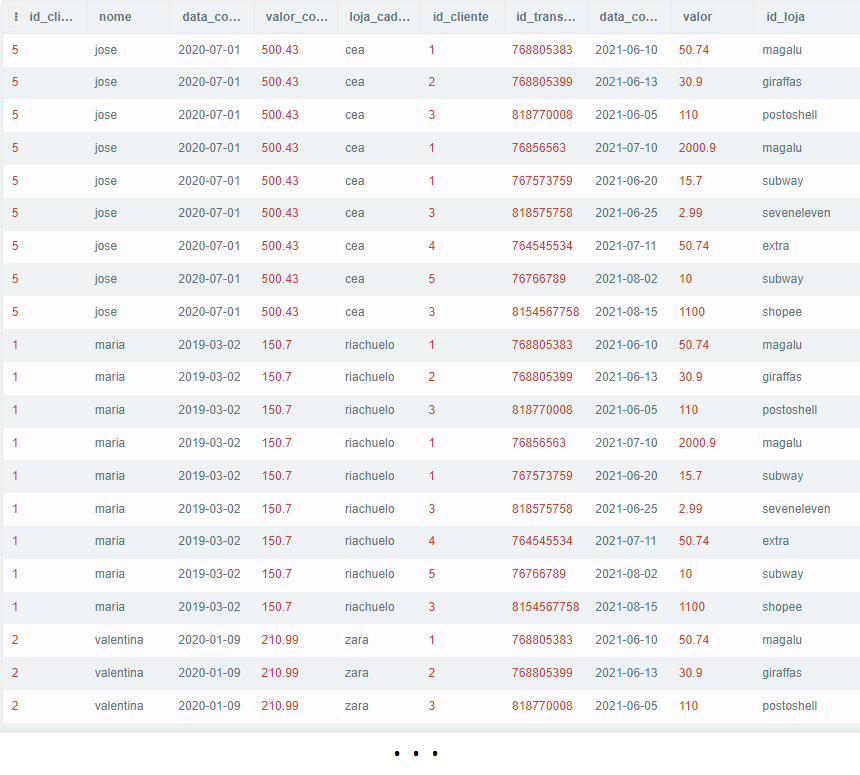 ⋮ id_cli... nome data_co... valor_co... loja_cad... id_cliente id_trans... data_co... valor id_loja
5 jose 2020-07-01 500.43 cea 1 768805383 2021-06-10 50.74 magalu
5 jose 2020-07-01 500.43 cea 2 768805399 2021-06-13 30.9 giraffas
5 jose 2020-07-01 500.43 cea 3 818770008 2021-06-05 110 postoshell
5 jose 2020-07-01 500.43 cea 1 76856563 2021-07-10 2000.9 magalu
5 jose 2020-07-01 500.43 cea 1 767573759 2021-06-20 15.7 subway
5 jose 2020-07-01 500.43 cea 3 818575758 2021-06-25 2.99 seveneleven
5 jose 2020-07-01 500.43 cea 4 764545534 2021-07-11 50.74 extra
5 jose 2020-07-01 500.43 cea 5 76766789 2021-08-02 10 subway
5 jose 2020-07-01 500.43 cea 3 8154567758 2021-08-15 1100 shopee
1 maria 2019-03-02 150.7 riachuelo 1 768805383 2021-06-10 50.74 magalu
1 maria 2019-03-02 150.7 riachuelo 2 768805399 2021-06-13 30.9 giraffas
1 maria 2019-03-02 150.7 riachuelo 3 818770008 2021-06-05 110 postoshell
1 maria 2019-03-02 150.7 riachuelo 1 76856563 2021-07-10 2000.9 magalu
1 maria 2019-03-02 150.7 riachuelo 1 767573759 2021-06-20 15.7 subway
1 maria 2019-03-02 150.7 riachuelo 3 818575758 2021-06-25 2.99 seveneleven
1 maria 2019-03-02 150.7 riachuelo 4 764545534 2021-07-11 50.74 extra
1 maria 2019-03-02 150.7 riachuelo 5 76766789 2021-08-02 10 subway
1 maria 2019-03-02 150.7 riachuelo 3 8154567758 2021-08-15 1100 shopee
2 valentina 2020-01-09 210.99 zara 1 768805383 2021-06-10 50.74 magalu
2 valentina 2020-01-09 210.99 zara 2 768805399 2021-06-13 30.9 giraffas
2 valentina 2020-01-09 210.99 zara 3 818770008 2021-06-05 110 postoshell
. . .